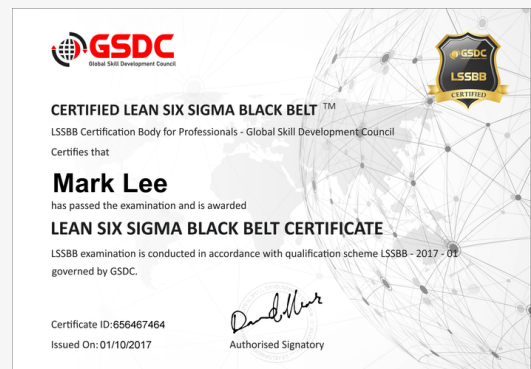 GSDC
Global Skill Development Council
GSDC
LSSBB
CERTIFIED
CERTIFIED LEAN SIX SIGMA BLACK BELT ™
LSSBB Certification Body for Professionals - Global Skill Development Council
Certifies that
Mark Lee
has passed the examination and is awarded
LEAN SIX SIGMA BLACK BELT CERTIFICATE
LSSBB examination is conducted in accordance with qualification scheme LSSBB - 2017 - 01
governed by GSDC.
Certificate ID:656467464
Issued On: 01/10/2017
Authorised Signatory